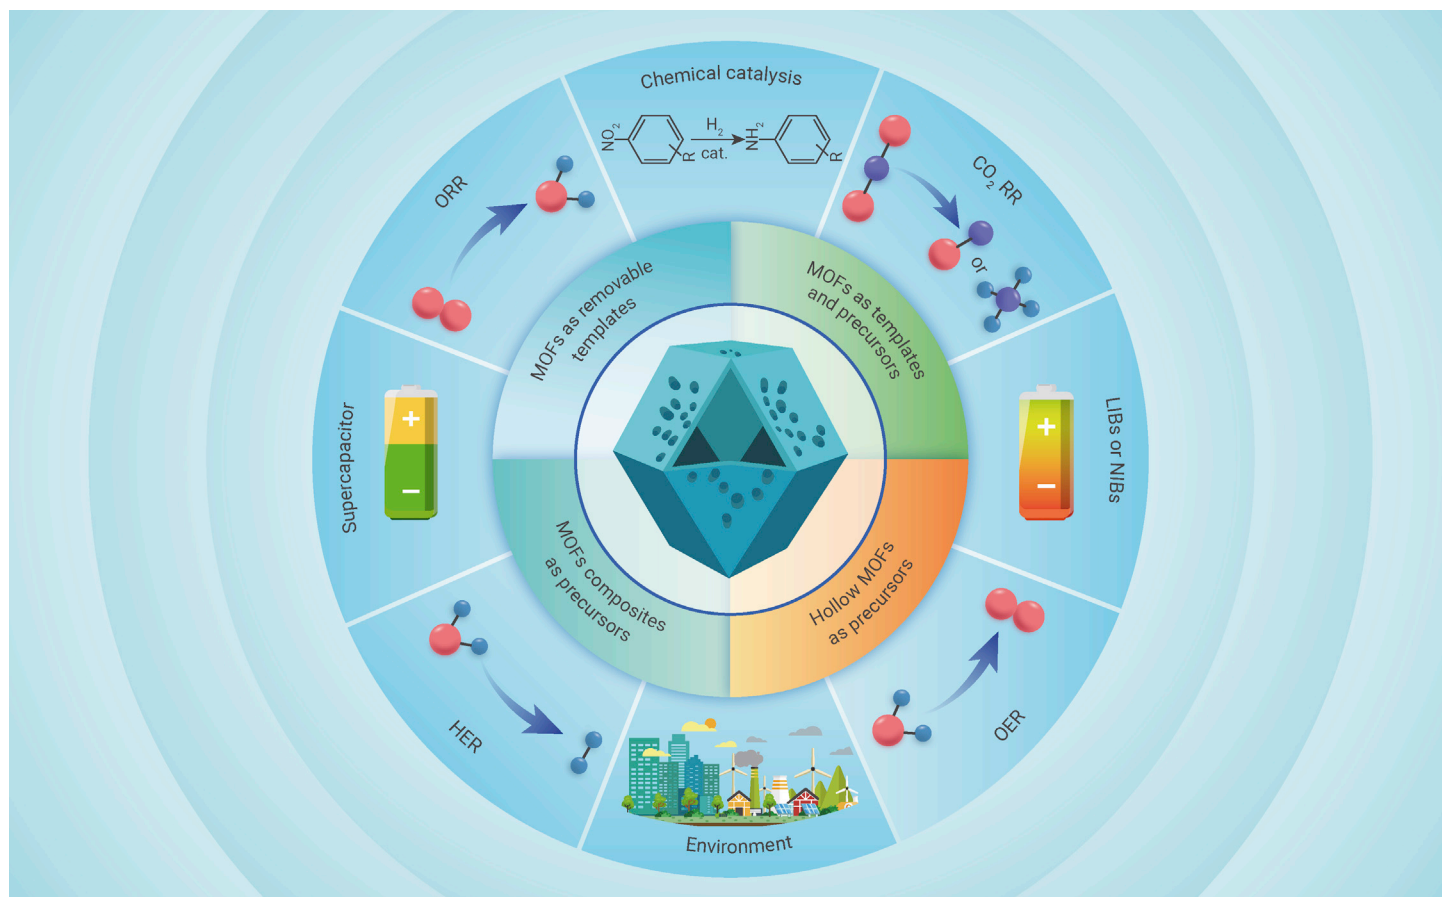 Chemical catalysis
NO2
R
H2
cat.
NH2
R
CO2 RR
or
LIBs or NIBs
+
−
OER
Environment
HER
Supercapacitor
+
−
ORR
MOFs as removable
templates
MOFs as templates
and precursors
Hollow MOFs
as precursors
MOFs composites
as precursors